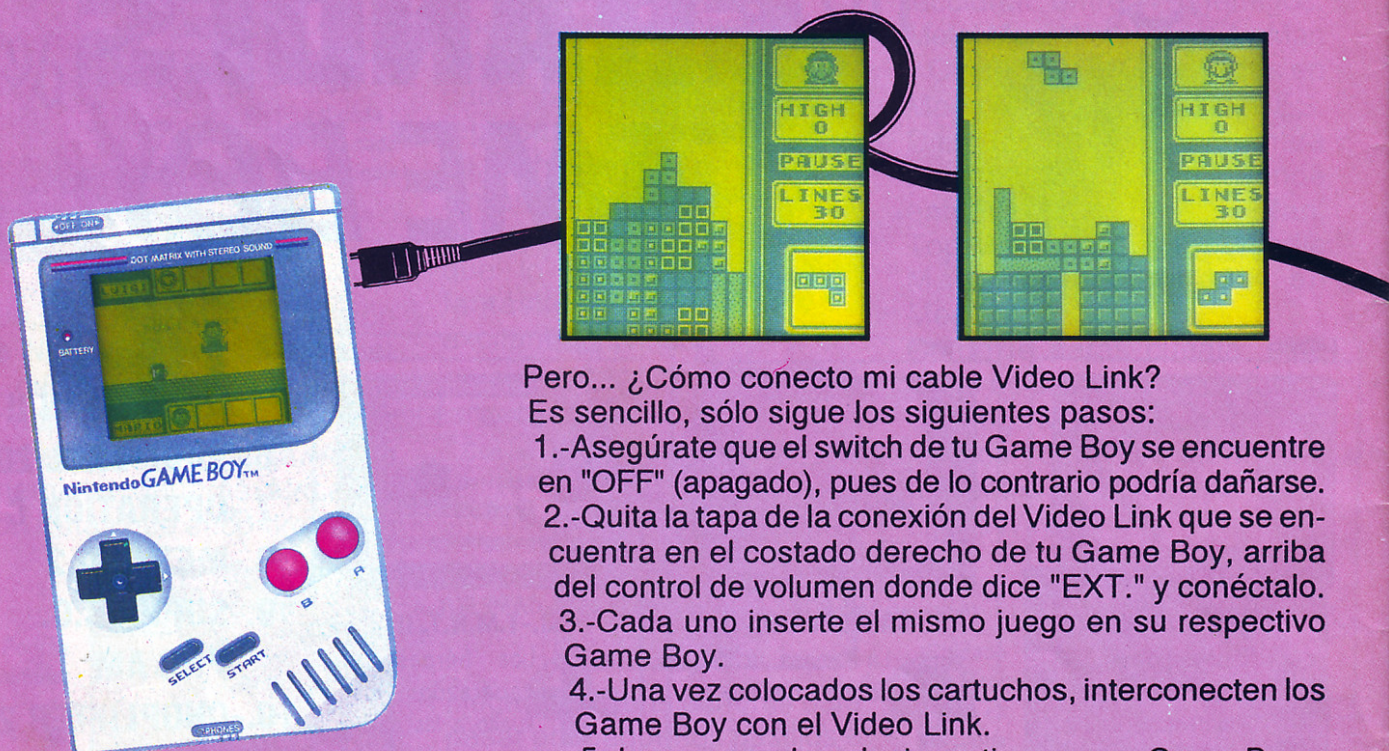 HIGH
0
PAUSE
LINES
30
HIGH
0
PAUSE
LINES
30
OFF ON
DOT MATRIX WITH STEREO SOUND
LUIGI
BATTERY
MARIO
Nintendo GAME BOY™
A
B
SELECT
START
PHONES
Pero... ¿Cómo conecto mi cable Video Link?
Es sencillo, sólo sigue los siguientes pasos:
1.-Asegúrate que el switch de tu Game Boy se encuentre
en "OFF" (apagado), pues de lo contrario podría dañarse.
2.-Quita la tapa de la conexión del Video Link que se en-
cuentra en el costado derecho de tu Game Boy, arriba
del control de volumen donde dice "EXT." y conéctalo.
3.-Cada uno inserte el mismo juego en su respectivo
Game Boy.
4.-Una vez colocados los cartuchos, interconecten los
Game Boy con el Video Link.